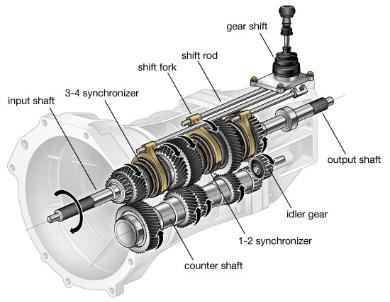 gear shift
shift rod
shift fork
3-4 synchronizer
input shaft
output shaft
idler gear
1-2 synchronizer
counter shaft